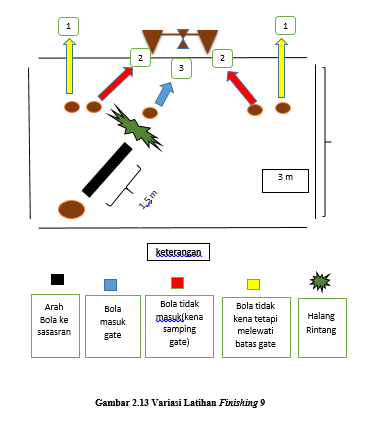 1
1
2
2
3
1.5 m
3 m
keterangan
Arah
Bola ke
sasasran
Bola
masuk
gate
Bola tidak
masuk(kena
samping
gate)
Bola tidak
kena tetapi
melewati
batas gate
Halang
Rintang
Gambar 2.13 Variasi Latihan Finishing 9